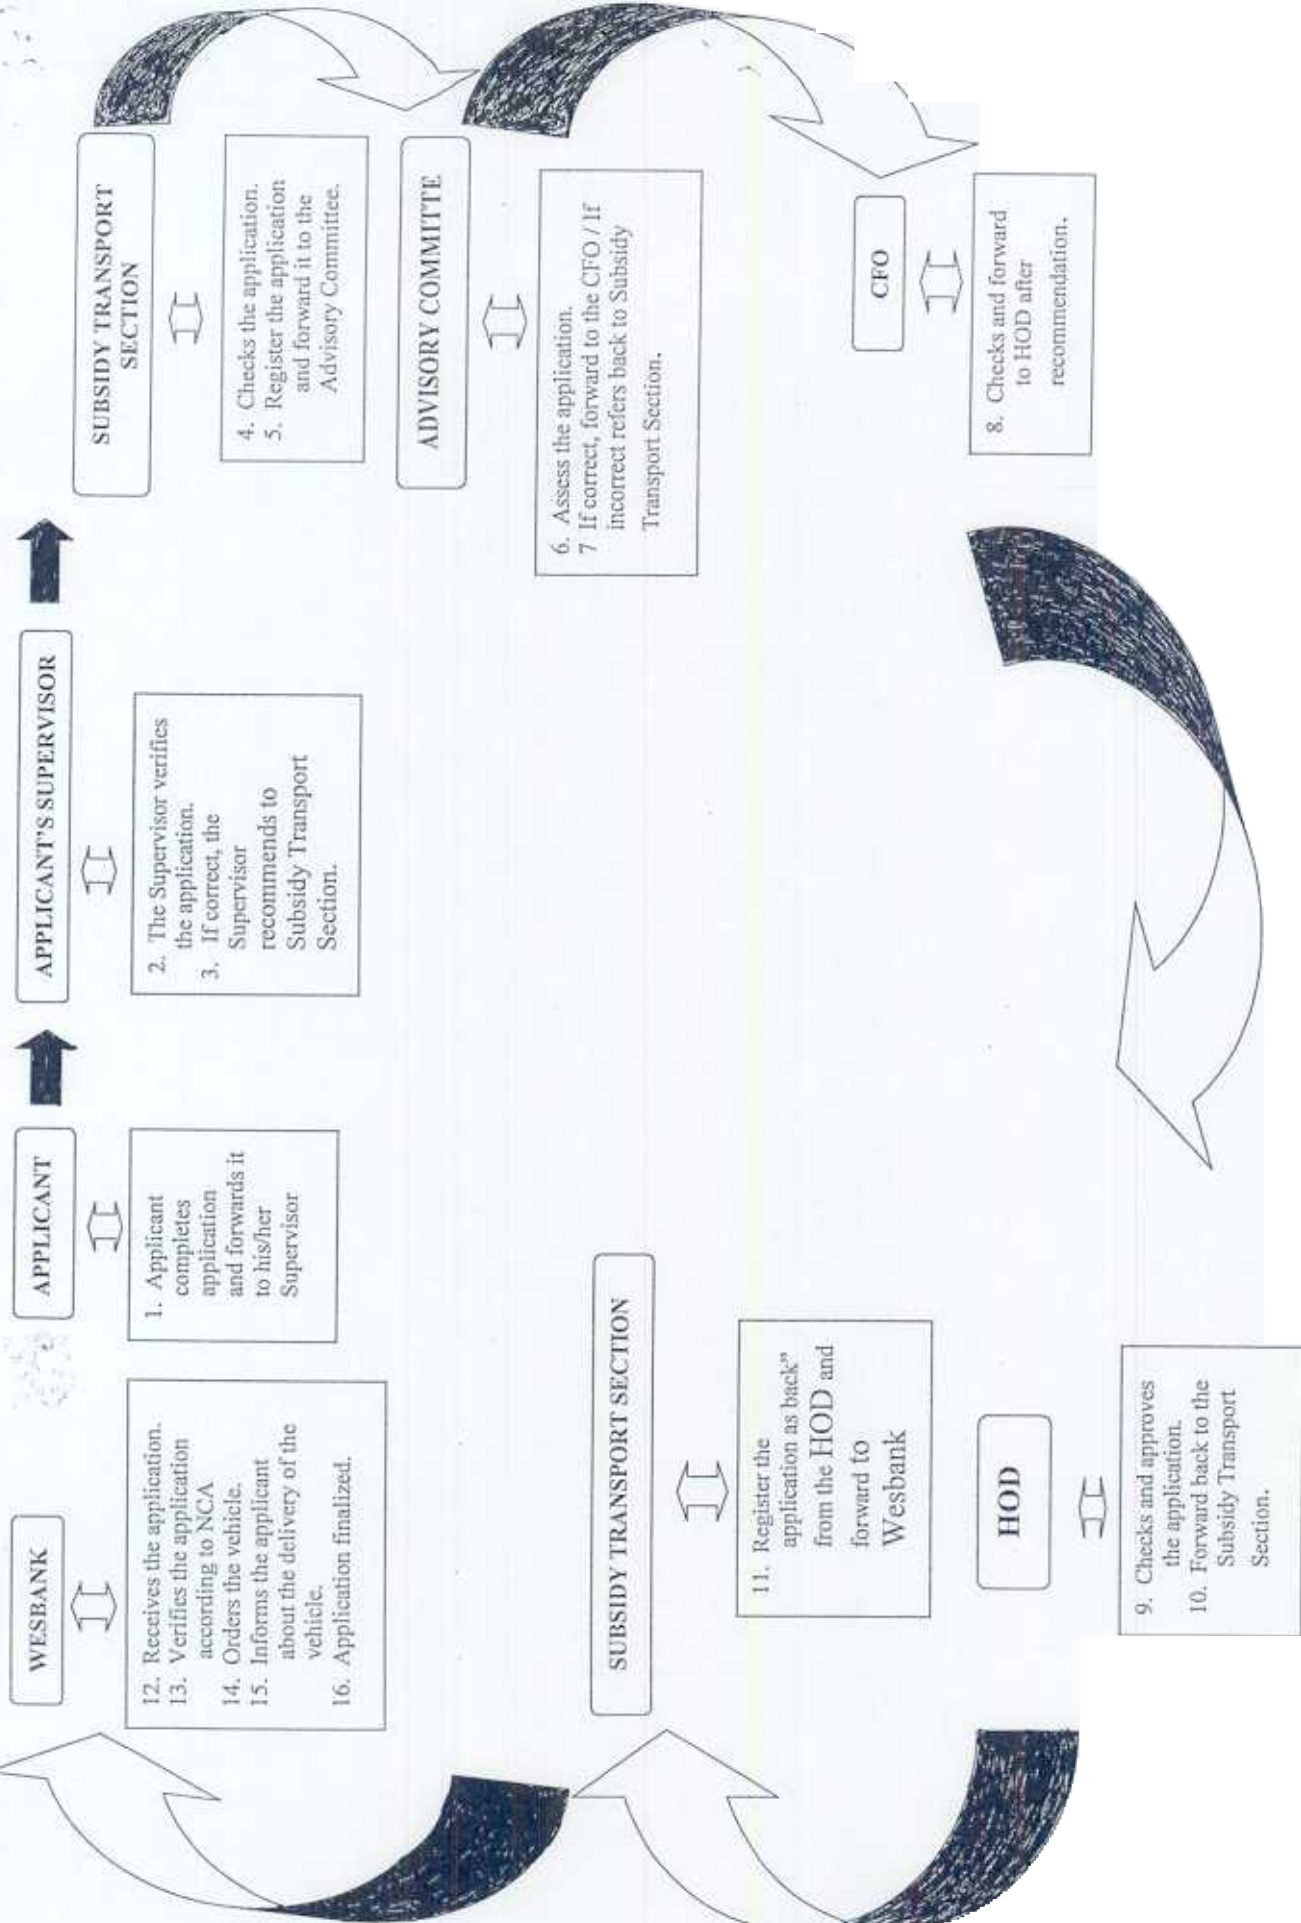 WESBANK
12. Receives the application.
13. Verifies the application
according to NCA
14. Orders the vehicle.
15. Informs the applicant
about the delivery of the
vehicle.
16. Application finalized.
APPLICANT
1. Applicant
completes
application
and forwards it
to his/her
Supervisor
APPLICANT'S SUPERVISOR
2. The Supervisor verifies
the application.
3. If correct, the
Supervisor
recommends to
Subsidy Transport
Section.
SUBSIDY TRANSPORT
SECTION
4. Checks the application.
5. Register the application
and forward it to the
Advisory Committee.
ADVISORY COMMITTE
6. Assess the application.
7 If correct, forward to the CFO / If
incorrect refers back to Subsidy
Transport Section.
CFO
8. Checks and forward
to HOD after
recommendation.
HOD
9. Checks and approves
the application.
10. Forward back to the
Subsidy Transport
Section.
SUBSIDY TRANSPORT SECTION
11. Register the
application as back"
from the HOD and
forward to
Wesbank